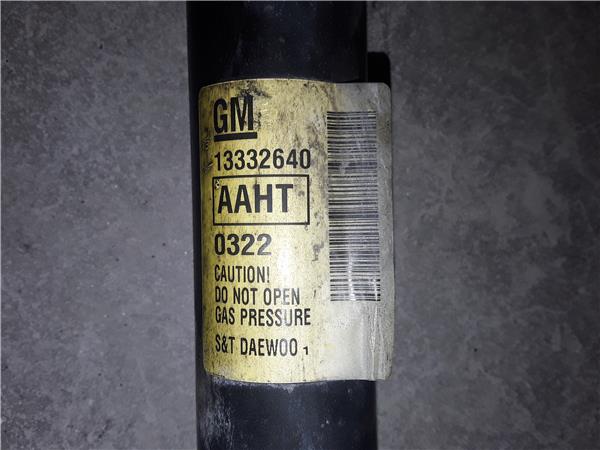 GM
13332640
AAHT
0322
CAUTION!
DO NOT OPEN
GAS PRESSURE
S&T DAEWOO 1